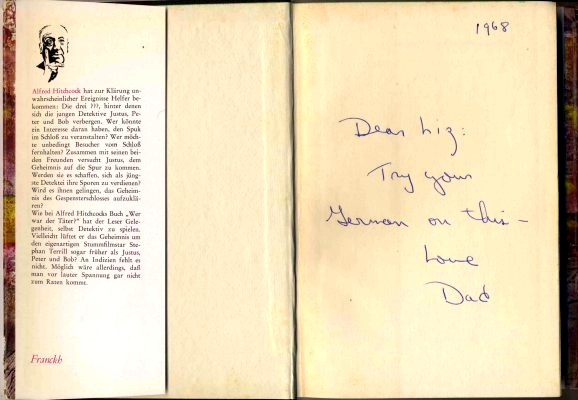 Alfred Hitchcock hat zur Klärung un-
wahrscheinlicher Ereignisse Helfer be-
kommen: Die drei ???, hinter denen
sich die jungen Detektive Justus, Pe-
ter und Bob verbergen. Wer könnte
ein Interesse daran haben, den Spuk
im Schloß zu veranstalten? Wer möch-
te unbedingt Besucher vom Schloß
fernhalten? Zusammen mit seinen bei-
den Freunden versucht Justus, dem
Geheimnis auf die Spur zu kommen.
Werden sie es schaffen, sich als jüng-
ste Detektei ihre Sporen zu verdienen?
Wird es ihnen gelingen, das Geheim-
nis des Gespensterschlosses aufzuklä-
ren?
Wie bei Alfred Hitchcocks Buch „Wer
war der Täter?“ hat der Leser Gele-
genheit, selbst Detektiv zu spielen.
Vielleicht lüftet er das Geheimnis um
den eigenartigen Stummfilmstar Ste-
phan Terrill sogar früher als Justus,
Peter und Bob? An Indizien fehlt es
nicht. Möglich wäre allerdings, daß
man vor lauter Spannung gar nicht
zum Raten kommt.
Franckh
1968
Dear Liz:
Try your
German on this –
Love
Dad